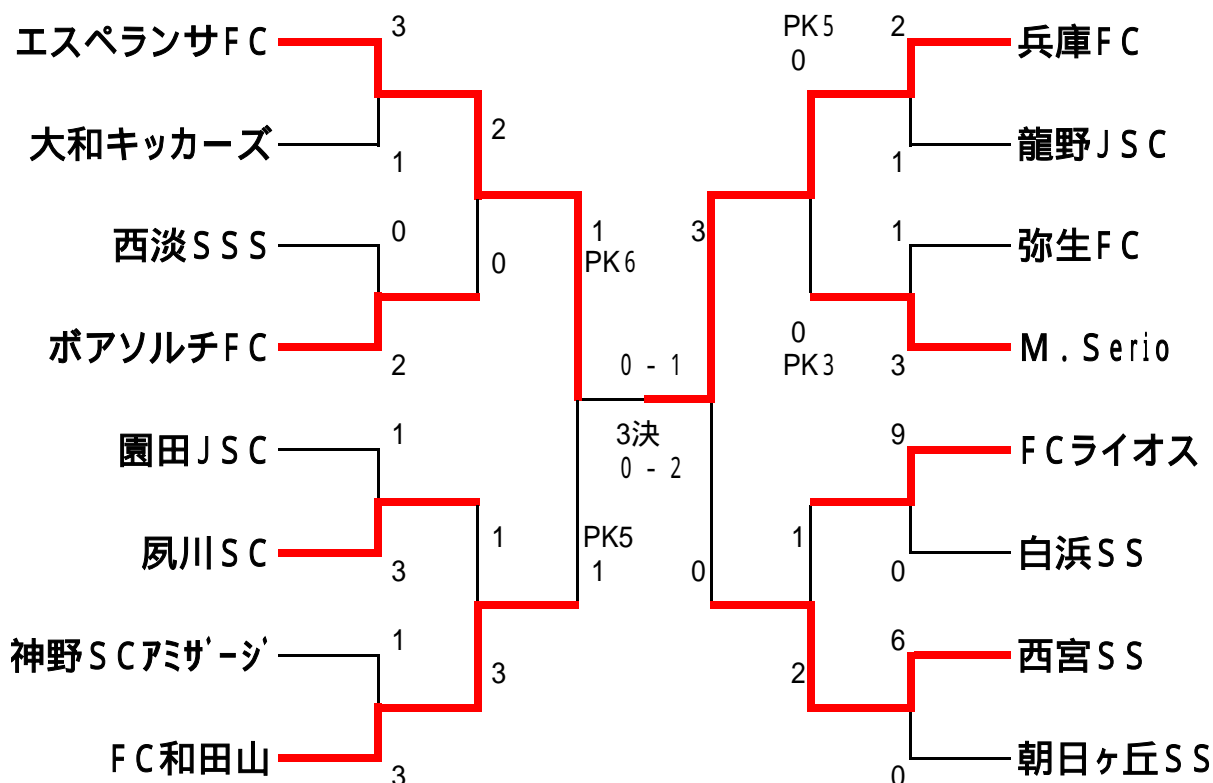 エスペランサFC
3
PK5
0
2
兵庫FC
大和キッカーズ
1
2
1
龍野JSC
西淡SSS
0
0
1
PK6
3
1
弥生FC
ボアソルチFC
2
0 - 1
0
PK3
3
M.Serio
園田JSC
1
3決
0 - 2
9
FCライオス
夙川SC
3
1
PK5
1
0
1
0
白浜SS
神野SCアミザージ
1
3
2
6
西宮SS
FC和田山
3
0
朝日ヶ丘SS